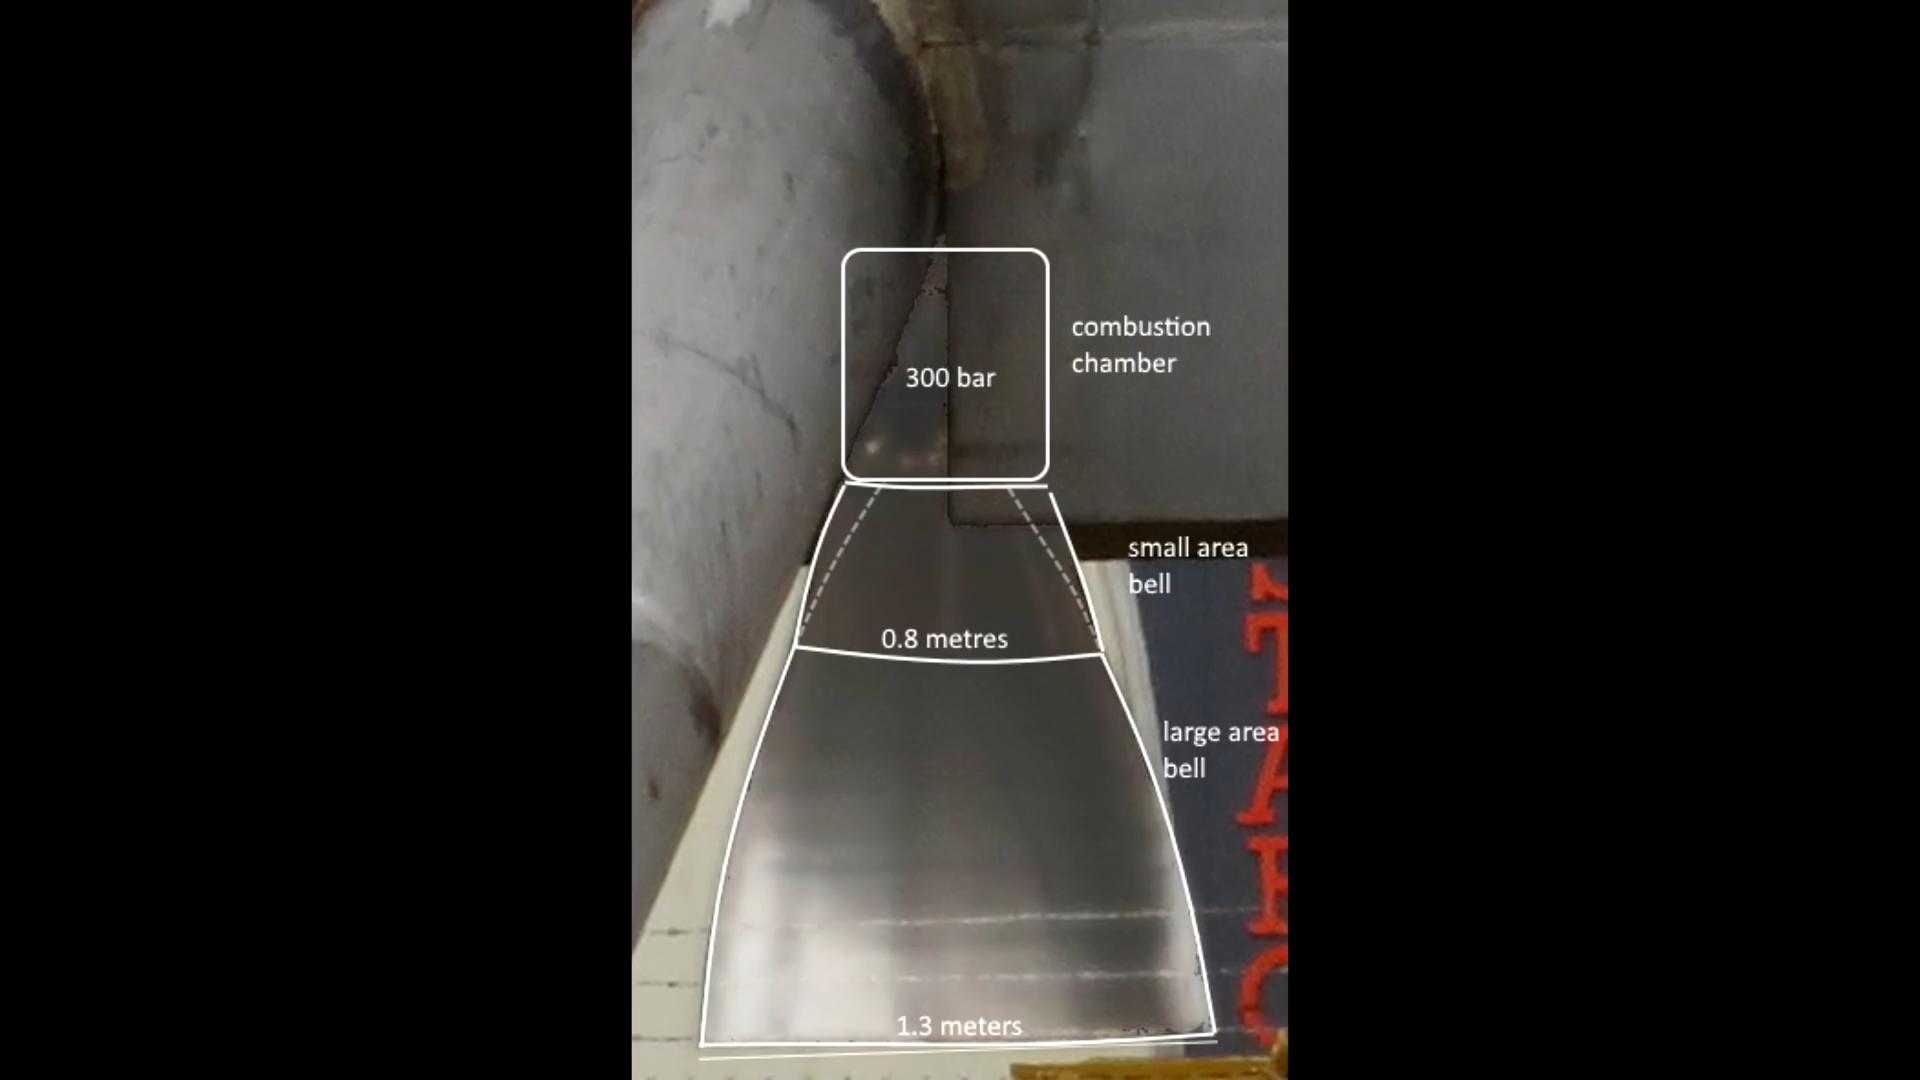 combustion
chamber
300 bar
small area
bell
0.8 metres
large area
bell
1.3 meters